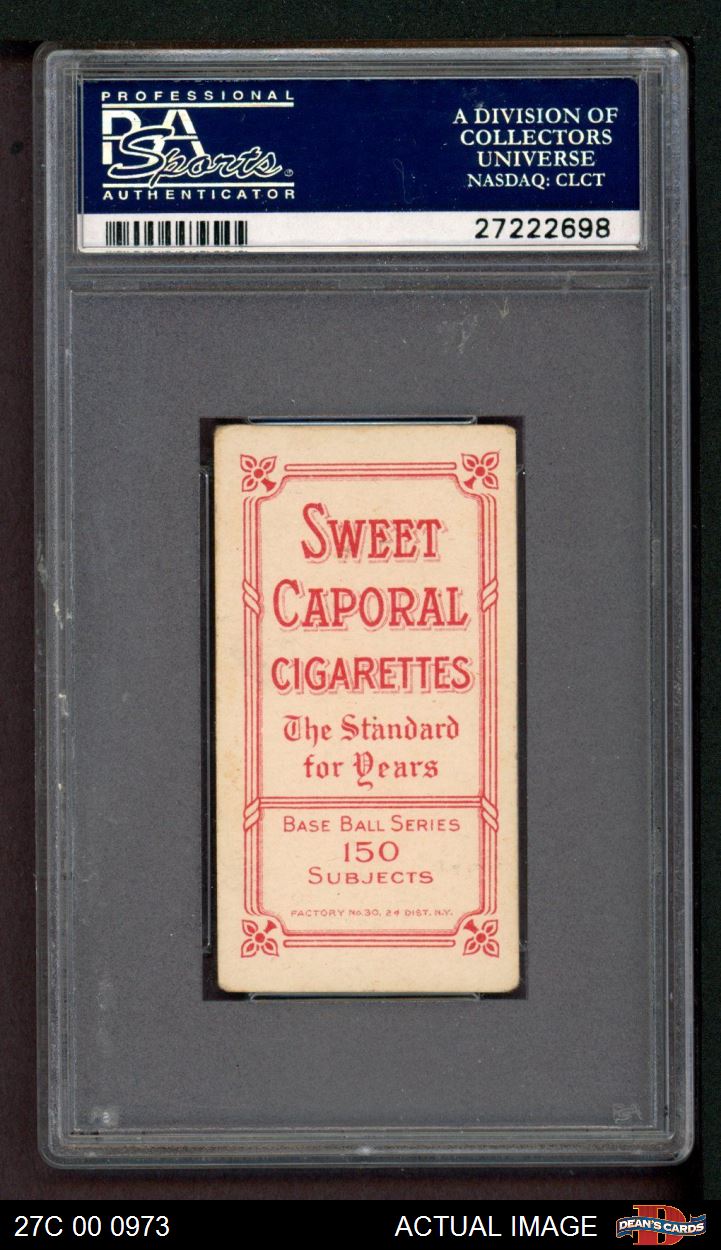 PROFESSIONAL
PSA
Sports
AUTHENTICATOR
A DIVISION OF
COLLECTORS
UNIVERSE
NASDAQ: CLCT
27222698
SWEET
CAPORAL
CIGARETTES
The Standard
for Years
BASE BALL SERIES
150
SUBJECTS
FACTORY No. 30, 2d DIST. N.Y.
27C 00 0973
ACTUAL IMAGE
DEAN'S CARDS